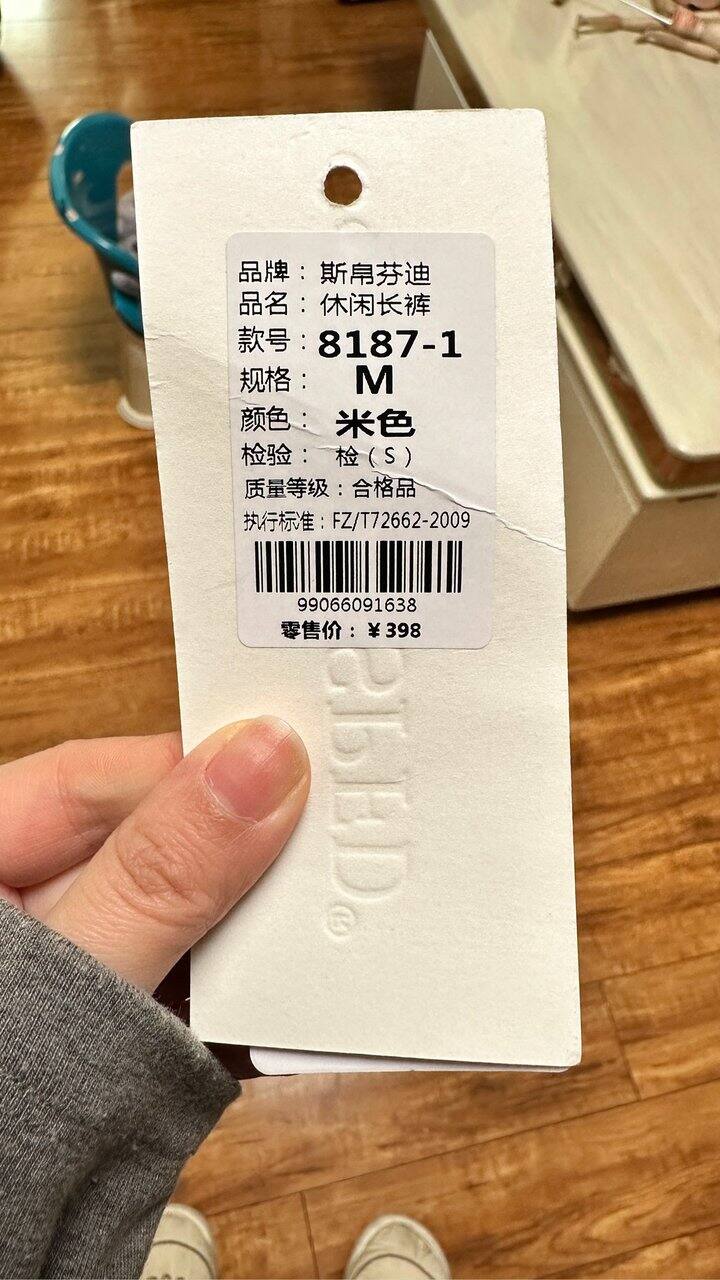 品牌：斯帛芬迪
品名：休闲长裤
款号：8187-1
规格：M
颜色：米色
检验：检（S）
质量等级：合格品
执行标准：FZ/T72662-2009
99066091638
零售价：￥398